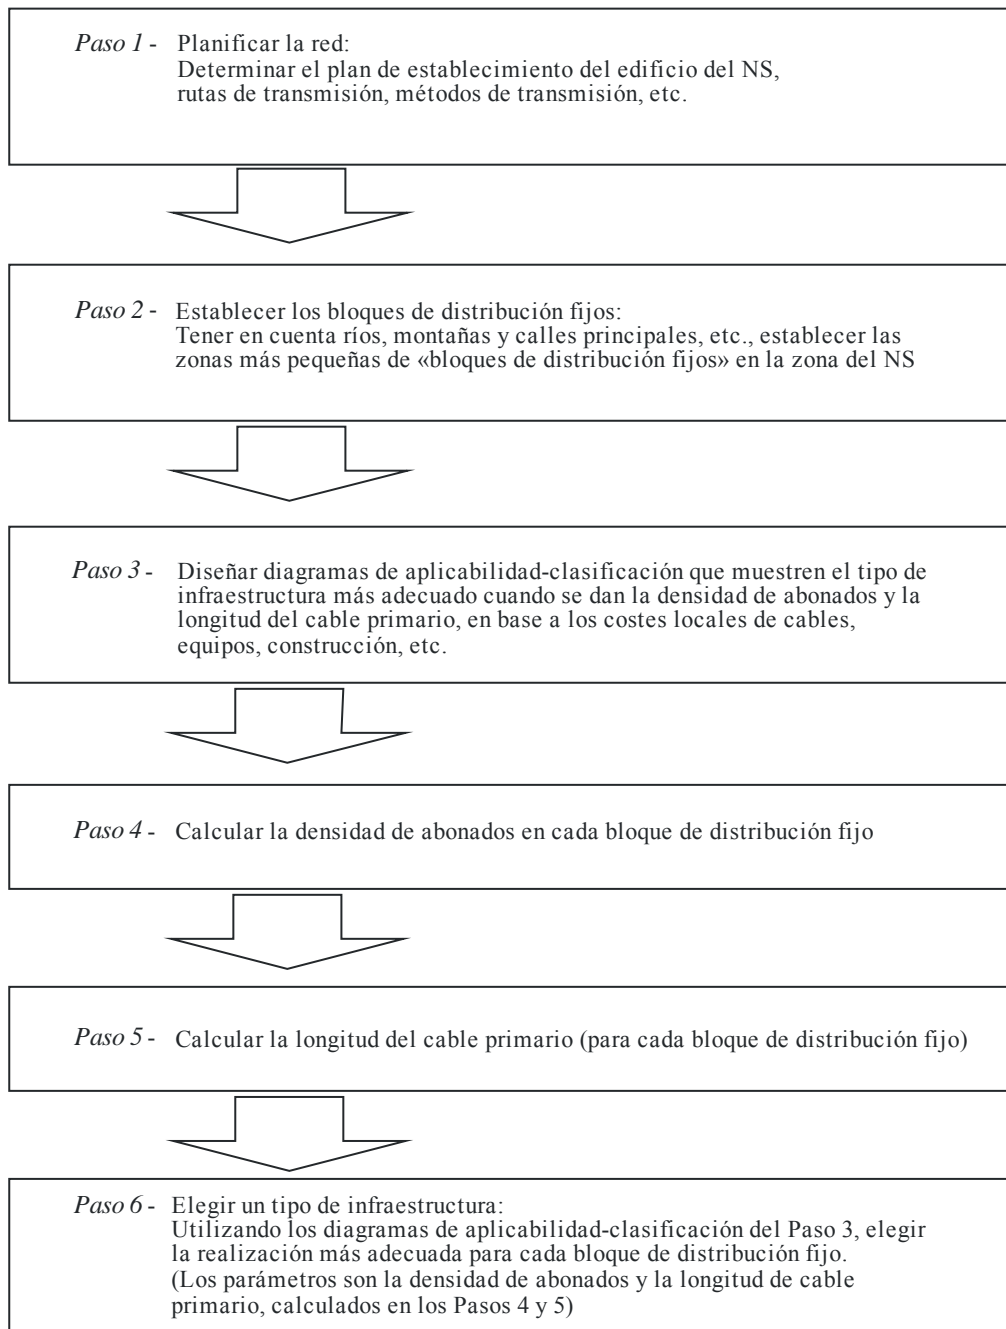 Paso 1 - Planificar la red:
Determinar el plan de establecimiento del edificio del NS,
rutas de transmisión, métodos de transmisión, etc.
Paso 2 - Establecer los bloques de distribución fijos:
Tener en cuenta ríos, montañas y calles principales, etc., establecer las
zonas más pequeñas de «bloques de distribución fijos» en la zona del NS
Paso 3 - Diseñar diagramas de aplicabilidad-clasificación que muestren el tipo de
infraestructura más adecuado cuando se dan la densidad de abonados y la
longitud del cable primario, en base a los costes locales de cables,
equipos, construcción, etc.
Paso 4 - Calcular la densidad de abonados en cada bloque de distribución fijo
Paso 5 - Calcular la longitud del cable primario (para cada bloque de distribución fijo)
Paso 6 - Elegir un tipo de infraestructura:
Utilizando los diagramas de aplicabilidad-clasificación del Paso 3, elegir
la realización más adecuada para cada bloque de distribución fijo.
(Los parámetros son la densidad de abonados y la longitud de cable
primario, calculados en los Pasos 4 y 5)